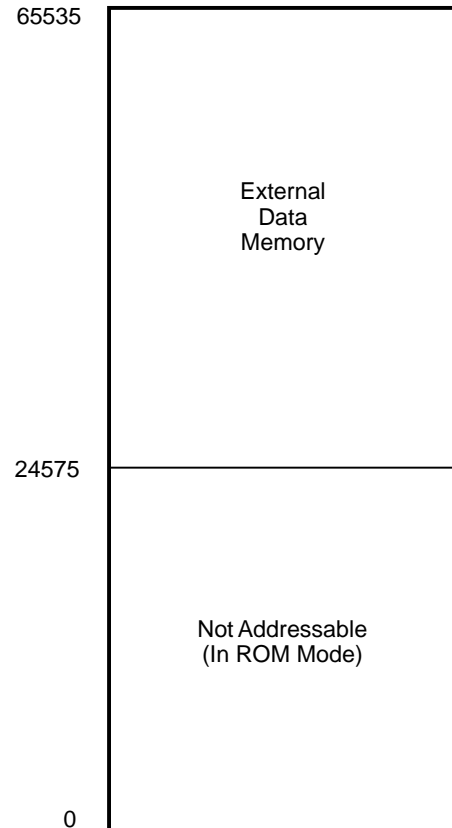 65535
External
Data
Memory
24575
Not Addressable
(In ROM Mode)
0